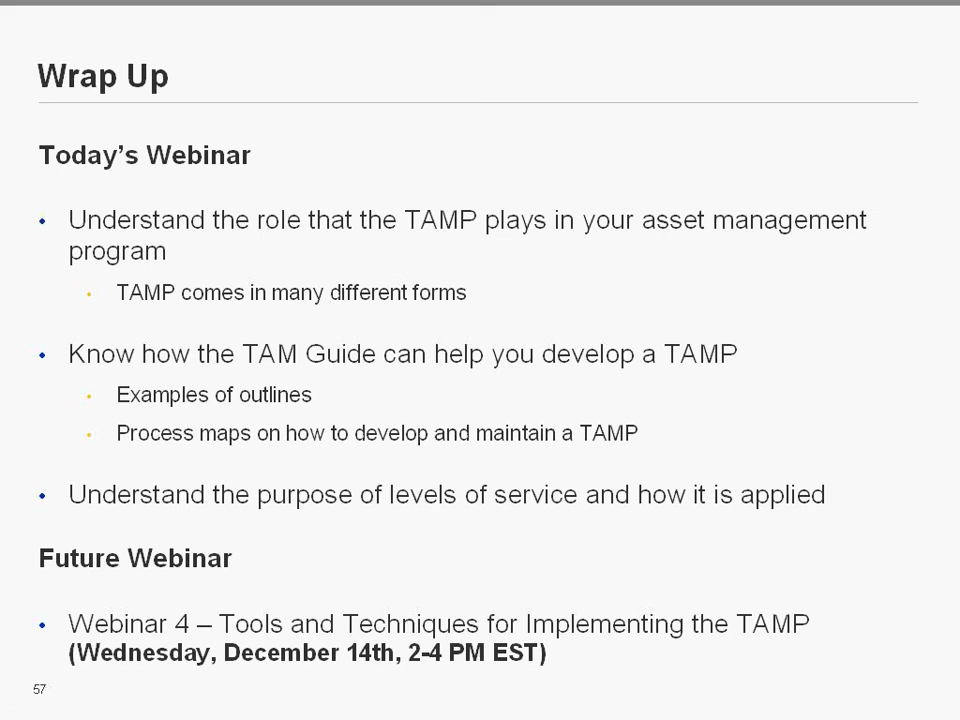 Wrap Up
Today’s Webinar
• Understand the role that the TAMP plays in your asset management
program
• TAMP comes in many different forms
• Know how the TAM Guide can help you develop a TAMP
• Examples of outlines
• Process maps on how to develop and maintain a TAMP
• Understand the purpose of levels of service and how it is applied
Future Webinar
• Webinar 4 – Tools and Techniques for Implementing the TAMP
(Wednesday, December 14th, 2-4 PM EST)
57